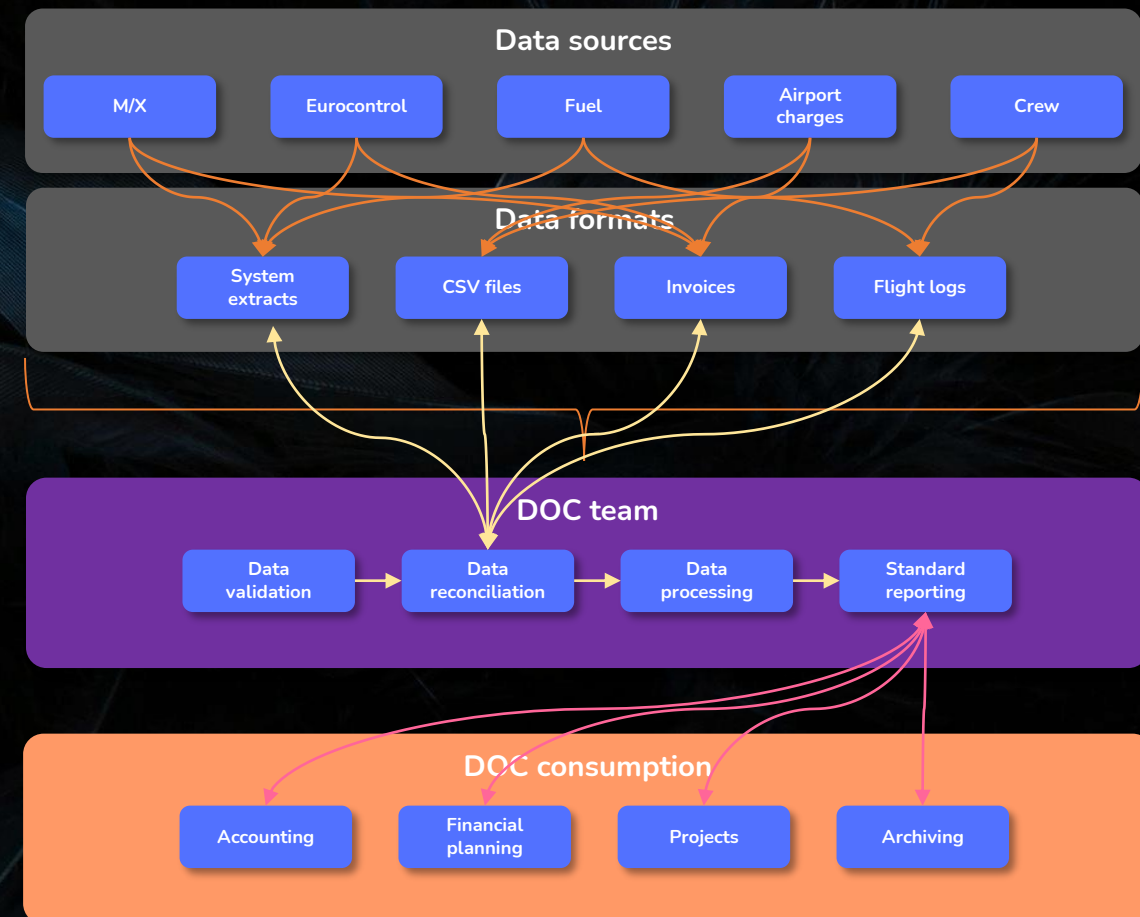 Data sources
M/X
Eurocontrol
Fuel
Airport
charges
Crew
Data formats
System
extracts
CSV files
Invoices
Flight logs
DOC team
Data
validation
Data
reconciliation
Data
processing
Standard
reporting
DOC consumption
Accounting
Financial
planning
Projects
Archiving